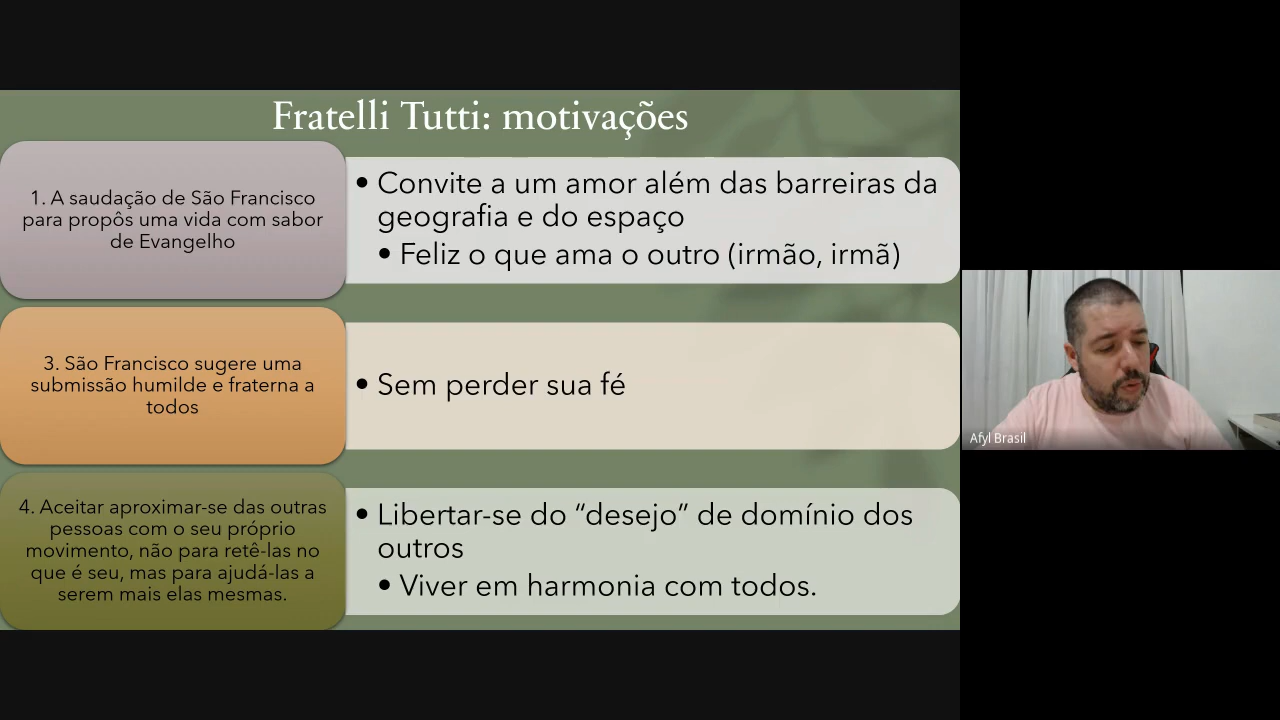 Fratelli Tutti: motivações
1. A saudação de São Francisco
para propôs uma vida com sabor
de Evangelho
• Convite a um amor além das barreiras da
geografia e do espaço
• Feliz o que ama o outro (irmão, irmã)
3. São Francisco sugere uma
submissão humilde e fraterna a
todos
• Sem perder sua fé
4. Aceitar aproximar-se das outras
pessoas com o seu próprio
movimento, não para retê-las no
que é seu, mas para ajudá-las a
serem mais elas mesmas.
• Libertar-se do “desejo” de domínio dos
outros
• Viver em harmonia com todos.
Afyl Brasil